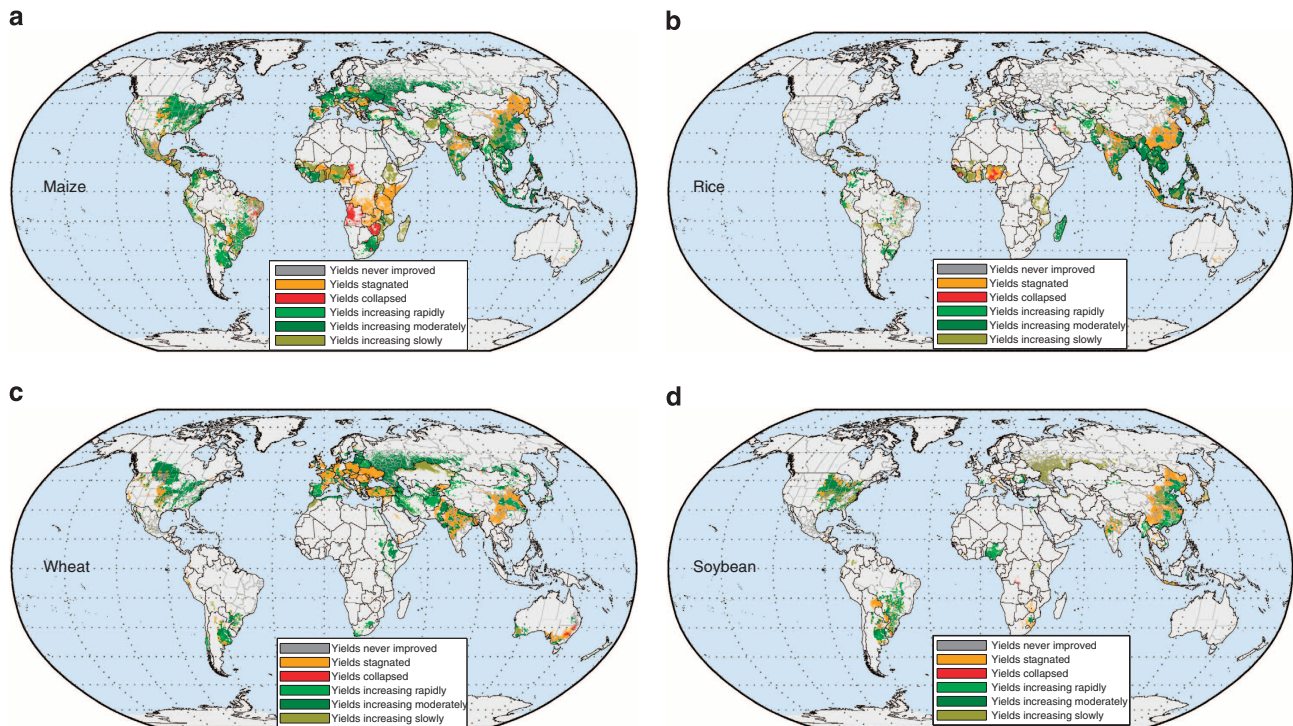 a
Maize
Yields never improved
Yields stagnated
Yields collapsed
Yields increasing rapidly
Yields increasing moderately
Yields increasing slowly
b
Rice
Yields never improved
Yields stagnated
Yields collapsed
Yields increasing rapidly
Yields increasing moderately
Yields increasing slowly
c
Wheat
Yields never improved
Yields stagnated
Yields collapsed
Yields increasing rapidly
Yields increasing moderately
Yields increasing slowly
d
Soybean
Yields never improved
Yields stagnated
Yields collapsed
Yields increasing rapidly
Yields increasing moderately
Yields increasing slowly